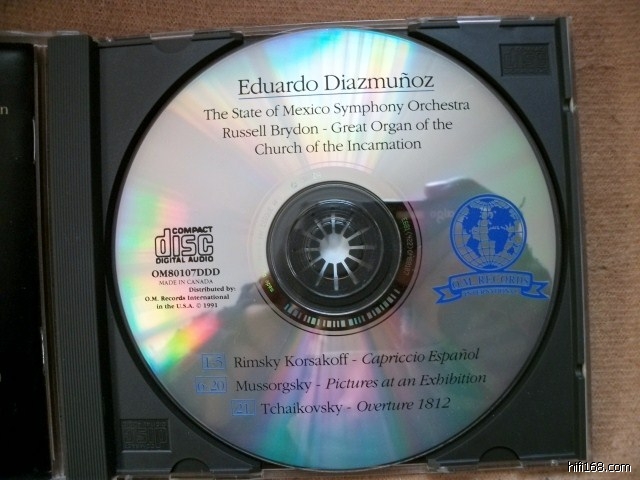 Eduardo Diazmuñoz
The State of Mexico Symphony Orchestra
Russell Brydon - Great Organ of the
Church of the Incarnation
COMPACT
disc
DIGITAL AUDIO
OM80107DDD
MADE IN CANADA
Distributed by:
O.M. Records International
in the U.S.A. © 1991
O.M. RECORDS
INTERNATIONAL
1-5 Rimsky Korsakoff - Capriccio Español
6-20 Mussorgsky - Pictures at an Exhibition
21 Tchaikovsky - Overture 1812
hifi168.com